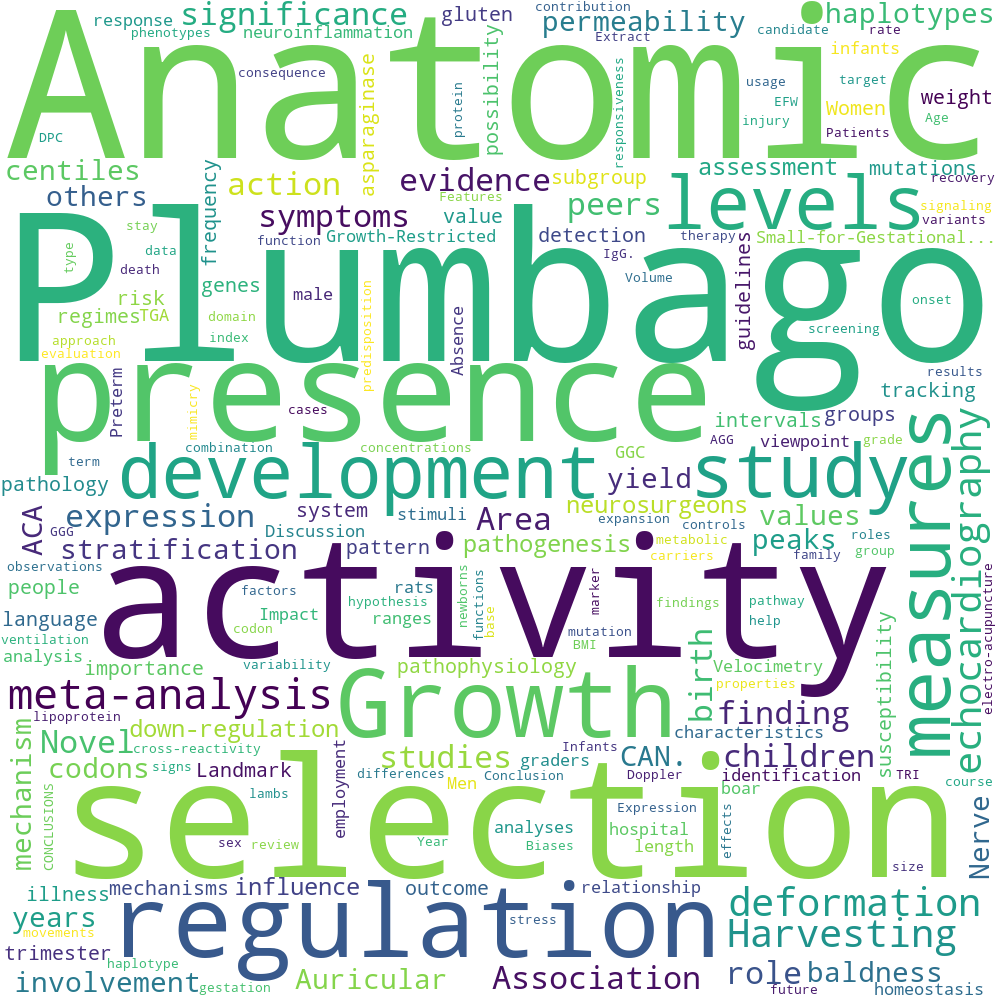 Anatomic
Plumbago
presence
activity
selection
regulation
Growth
development
study
levels
measures
meta-analysis
echocardiography
response
significance
gluten
contribution
permeability
haplotypes
phenotypes
neuroinflammation
Extract
candidate
rate
infants
consequence
asparaginase
protein
possibility
responsiveness
usage
target
weight
EFW
Women
Age
DPC
injury
Patients
centiles
frequency
action
evidence
subgroup
assessment
mutations
recovery
others
symptoms
Features
value
peers
signaling
variants
stay
function
Growth-Restricted
detection
therapy
Small-for-Gestational...
type
data
IgG.
guidelines
death
genes
male
Volume
onset
risk
regimes
TGA
domain
predisposition
Absence
screening
approach
index
evaluation
results
Preterm
mimicry
cases
tracking
intervals
groups
combination
concentrations
GGC
AGG
viewpoint
grade
term
pathology
yield
neurosurgeons
values
ACA
GGG
expression
system
stimuli
Area
expansion
controls
Discussion
peaks
roles
stratification
pattern
pathogenesis
metabolic
carriers
family
group
observations
people
factors
rats
newborns
functions
marker
hypothesis
findings
pathway
language
Impact
ranges
base
help
electro-acupuncture
codon
mutation
BMI
ventilation
analysis
importance
variability
pathophysiology
birth
Velocimetry
susceptibility
properties
lipoprotein
finding
down-regulation
characteristics
mechanism
Novel
cross-reactivity
employment
studies
Infants
graders
CAN.
children
codons
signs
Landmark
differences
Conclusion
Doppler
identification
TRI
course
CONCLUSIONS
lambs
Men
boar
Expression
effects
Nerve
analyses
hospital
sex
review
Year
Biases
length
size
illness
mechanisms
influence
outcome
relationship
deformation
years
stress
movements
Harvesting
trimester
haplotype
involvement
gestation
Auricular
Association
role
baldness
future
homeostasis